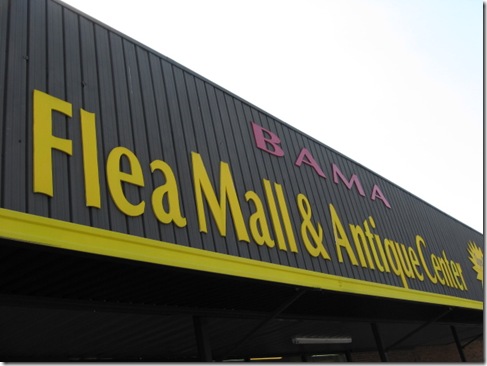 BAMA
Flea Mall & Antique Center